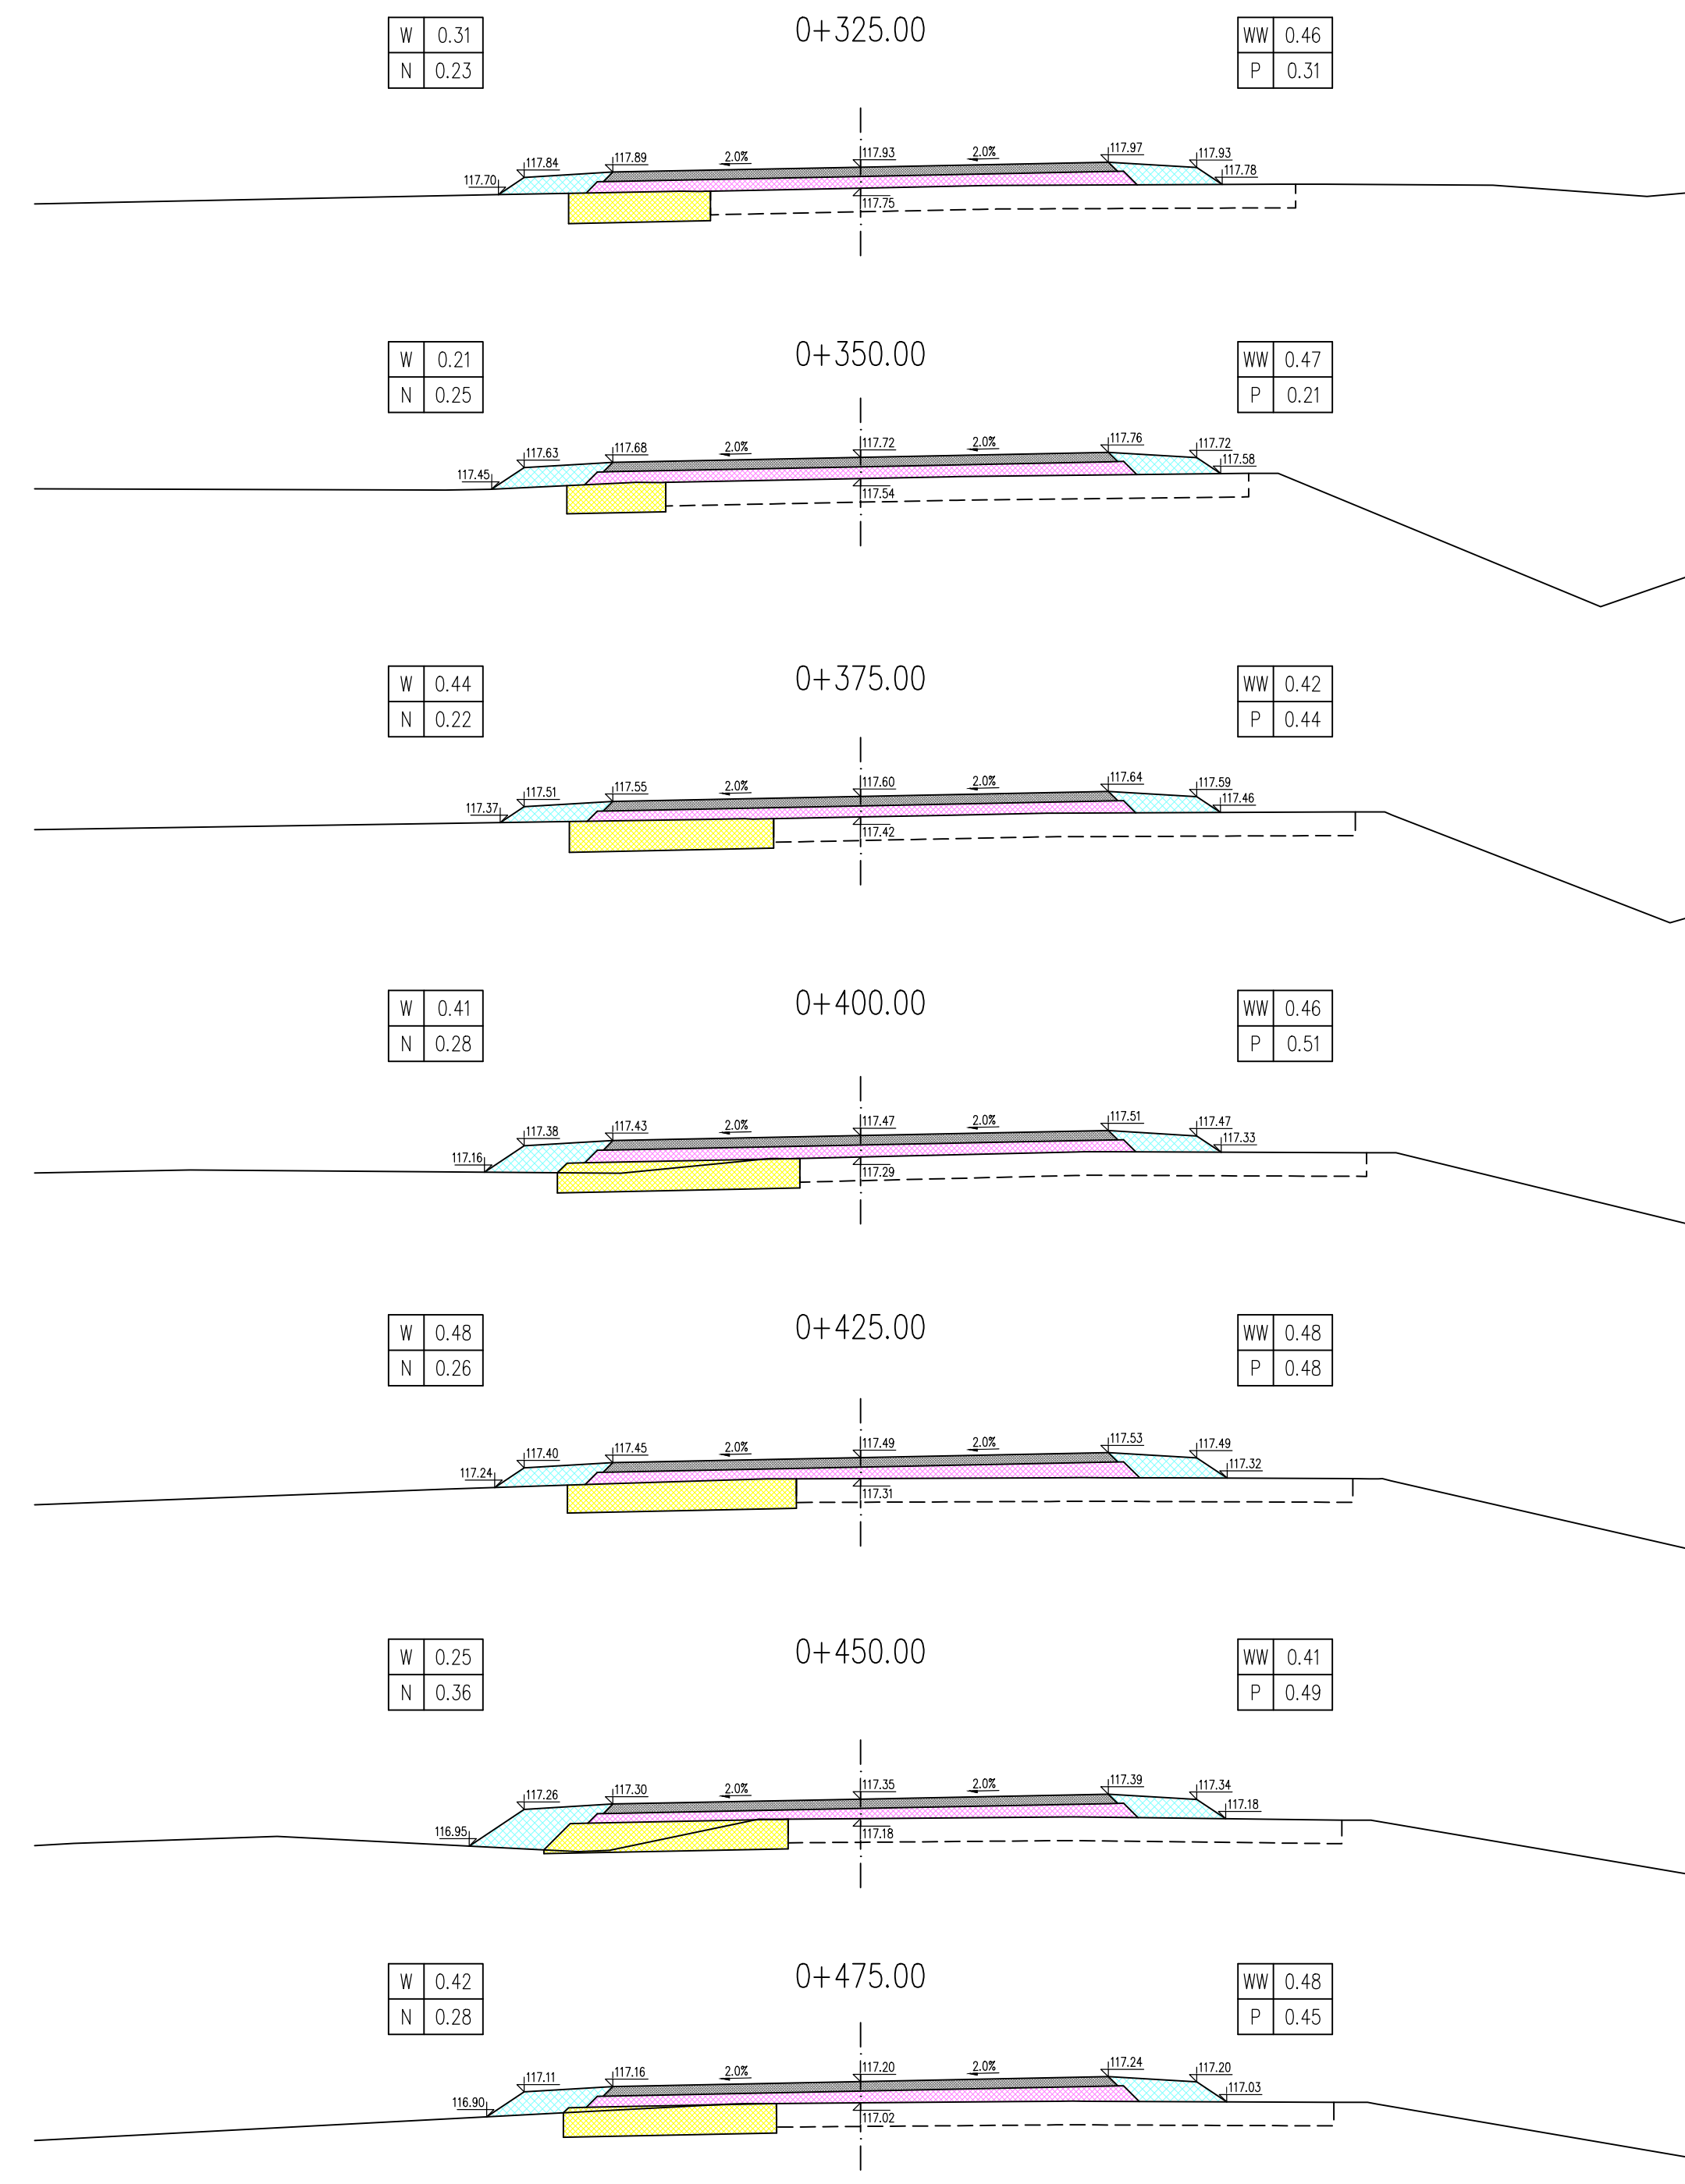 W 0.31 0+325.00 WW 0.46
N 0.23 P 0.31
117.70 117.84 117.89 2.0% 117.93 2.0% 117.97 117.93 117.78
117.75
W 0.21 0+350.00 WW 0.47
N 0.25 P 0.21
117.45 117.63 117.68 2.0% 117.72 2.0% 117.76 117.72 117.58
117.54
W 0.44 0+375.00 WW 0.42
N 0.22 P 0.44
117.37 117.51 117.55 2.0% 117.60 2.0% 117.64 117.59 117.46
117.42
W 0.41 0+400.00 WW 0.46
N 0.28 P 0.51
117.16 117.38 117.43 2.0% 117.47 2.0% 117.51 117.47 117.33
117.29
W 0.48 0+425.00 WW 0.48
N 0.26 P 0.48
117.24 117.40 117.45 2.0% 117.49 2.0% 117.53 117.49 117.32
117.31
W 0.25 0+450.00 WW 0.41
N 0.36 P 0.49
116.95 117.26 117.30 2.0% 117.35 2.0% 117.39 117.34 117.18
117.18
W 0.42 0+475.00 WW 0.48
N 0.28 P 0.45
116.90 117.11 117.16 2.0% 117.20 2.0% 117.24 117.20 117.03
117.02